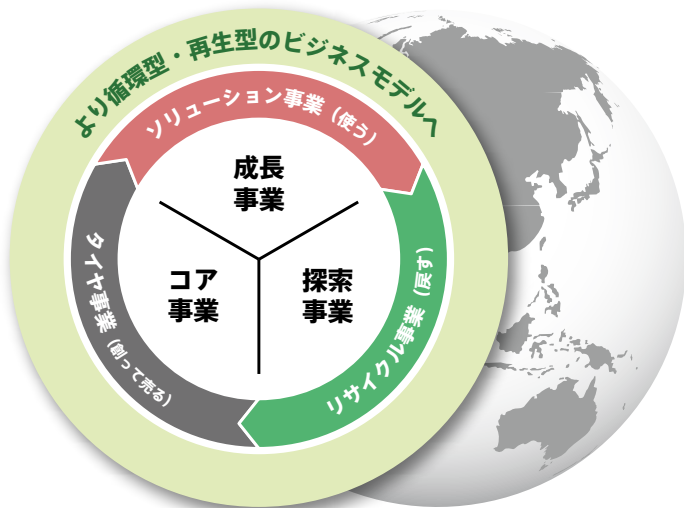 より循環型・再生型のビジネスモデルへ
ソリューション事業（使う）
成長
事業
コア
事業
探索
事業
タイヤ事業（創って売る）
リサイクル事業（戻す）